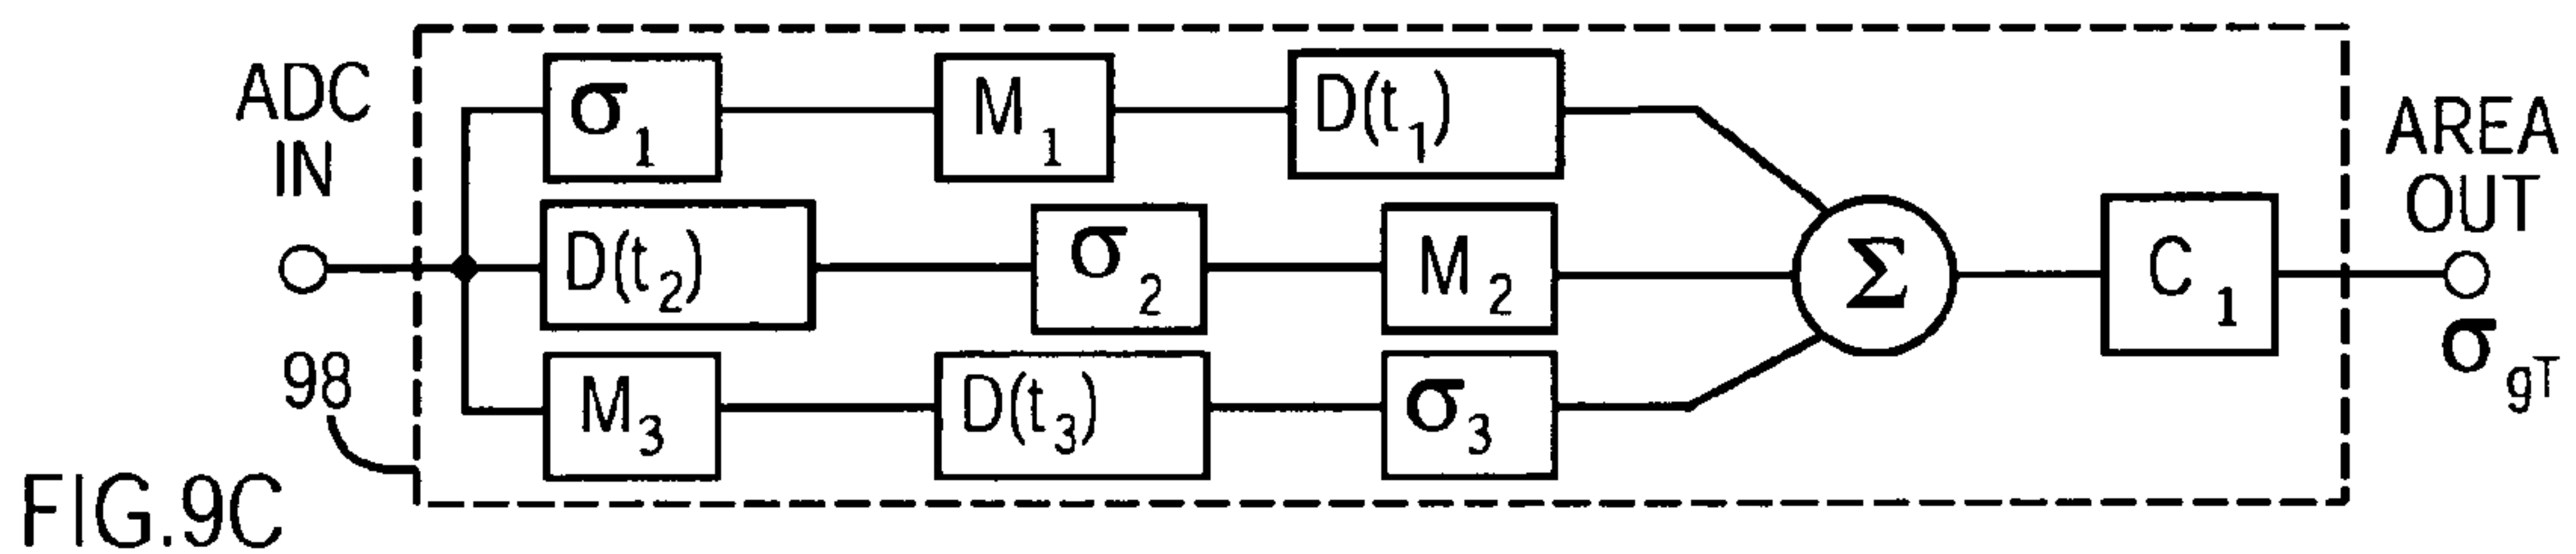 ADC
IN
σ1
M1
D(t1)
D(t2)
σ2
M2
M3
D(t3)
σ3
Σ
C1
AREA
OUT
σgT
98
FIG.9C